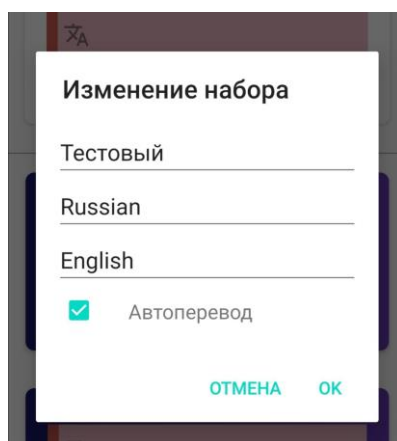 Изменение набора
Тестовый
Russian
English
Автоперевод
ОТМЕНА OK